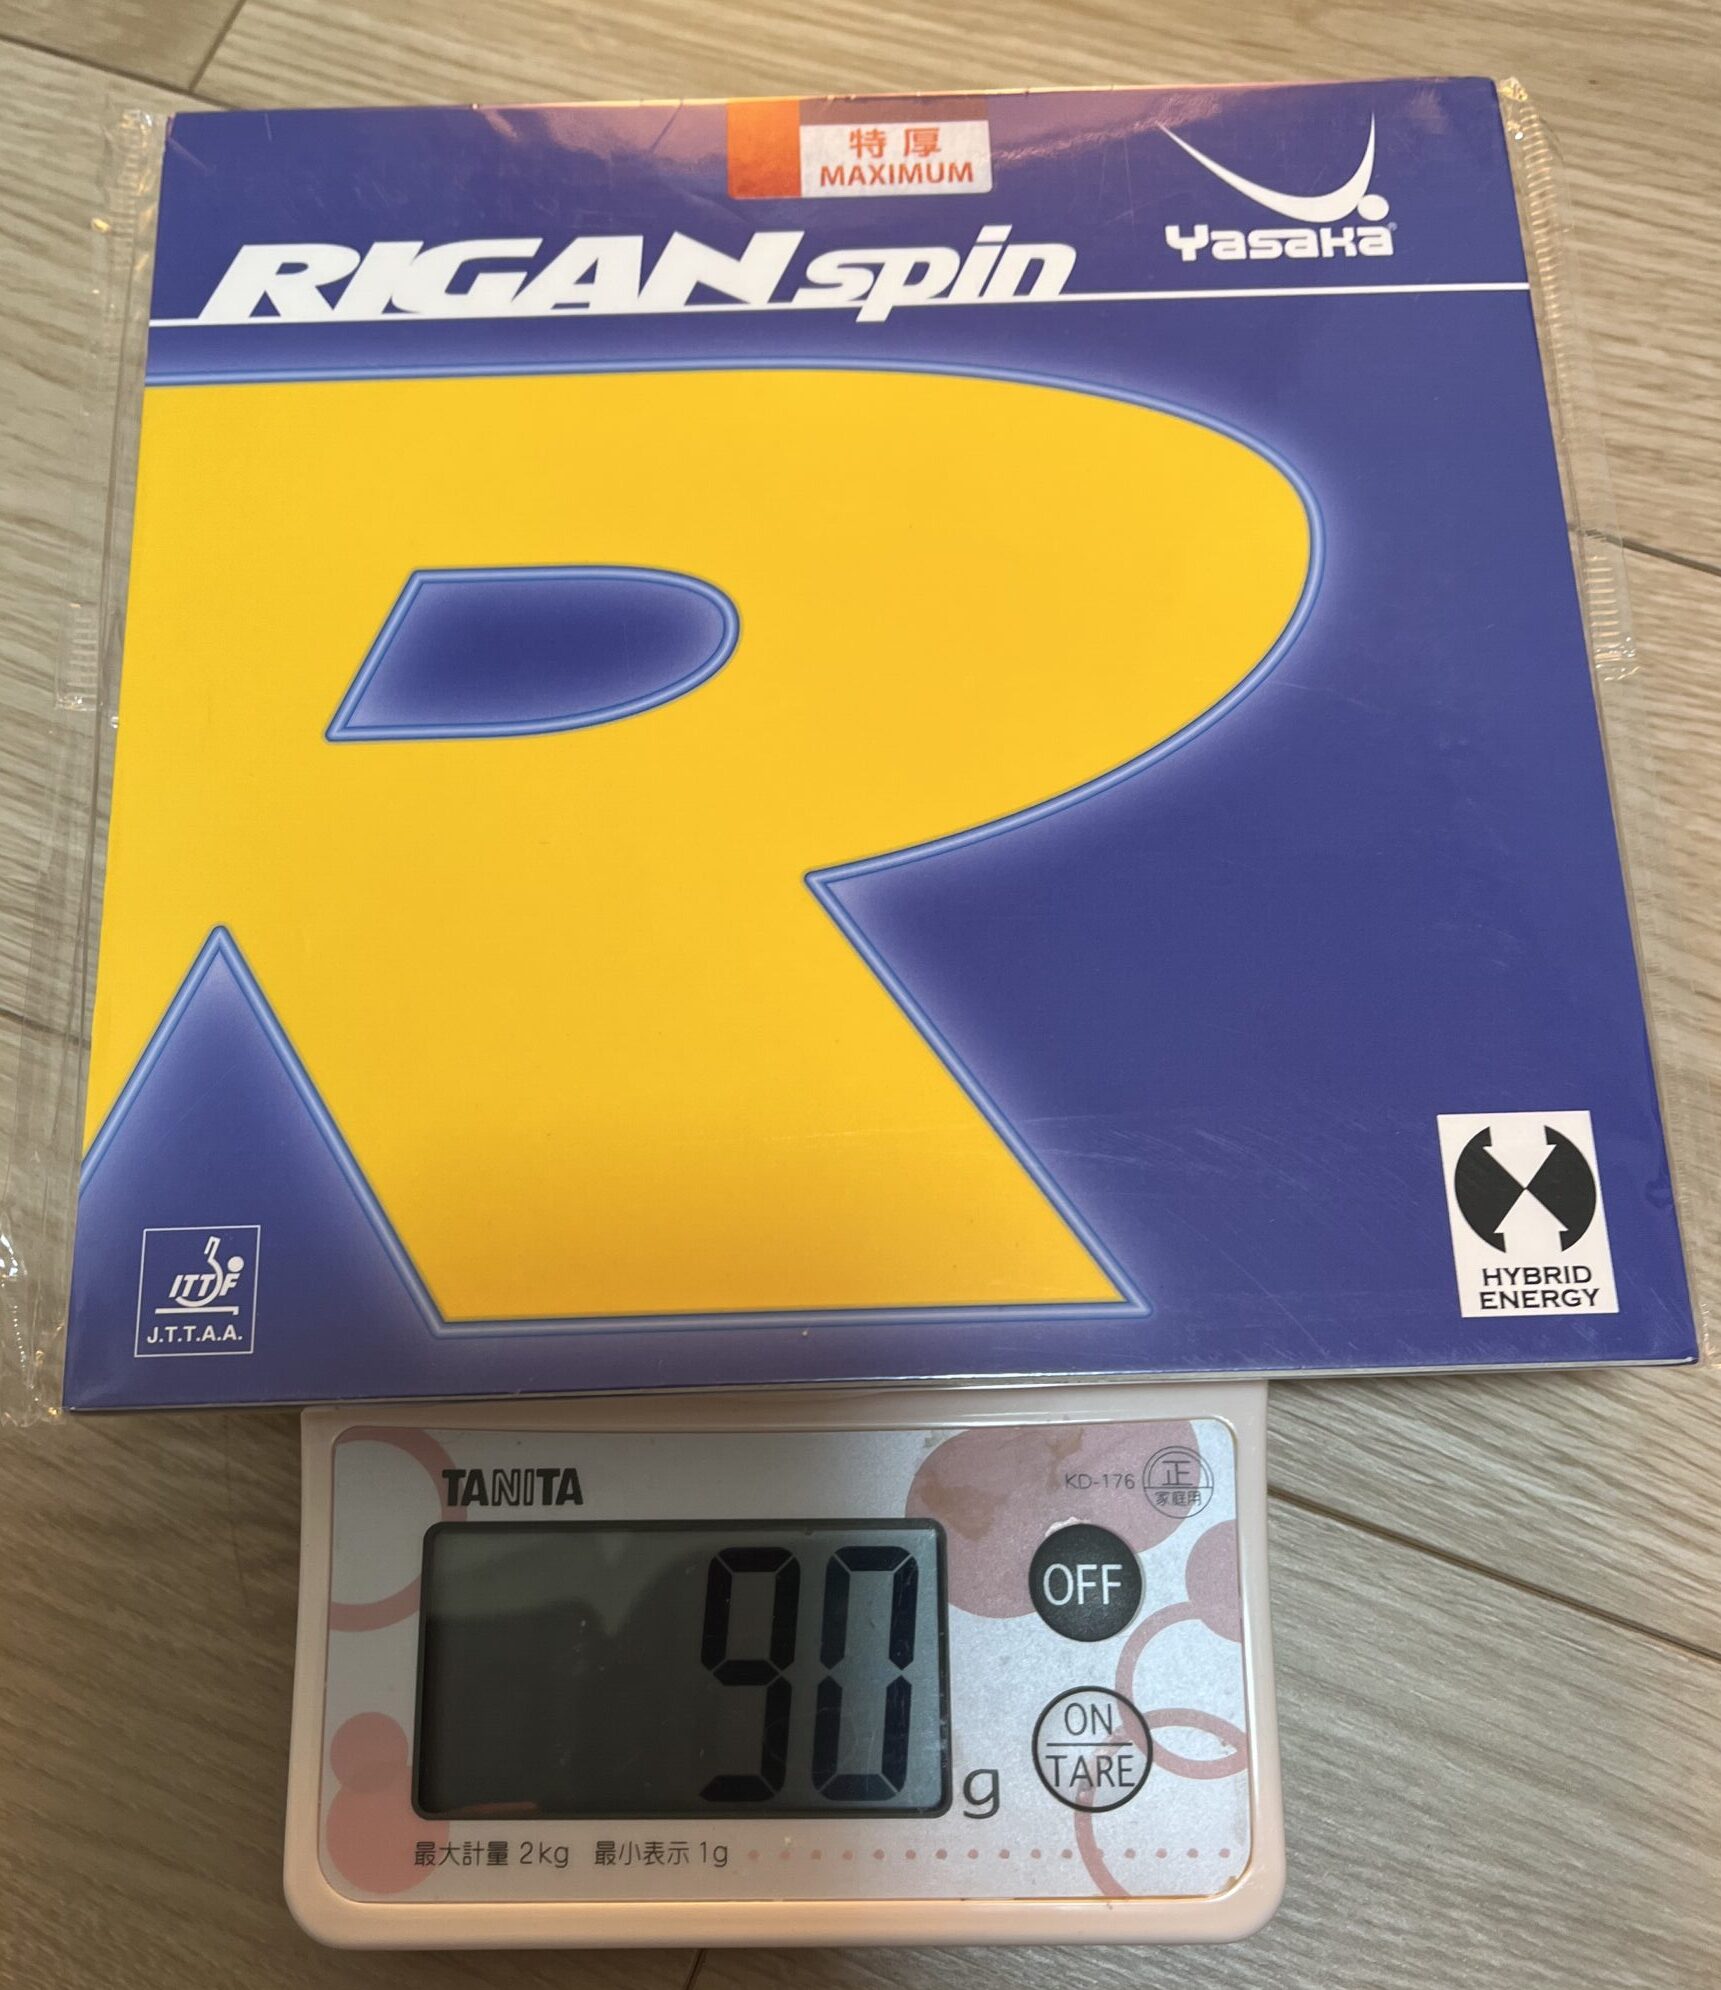 特厚
MAXIMUM
RIGAN spin
Yasaka
R
ITTF
J.T.T.A.A.
HYBRID
ENERGY
TANITA
KD-176
正
家庭用
90 g
OFF
ON
TARE
最大計量 2kg 最小表示 1g